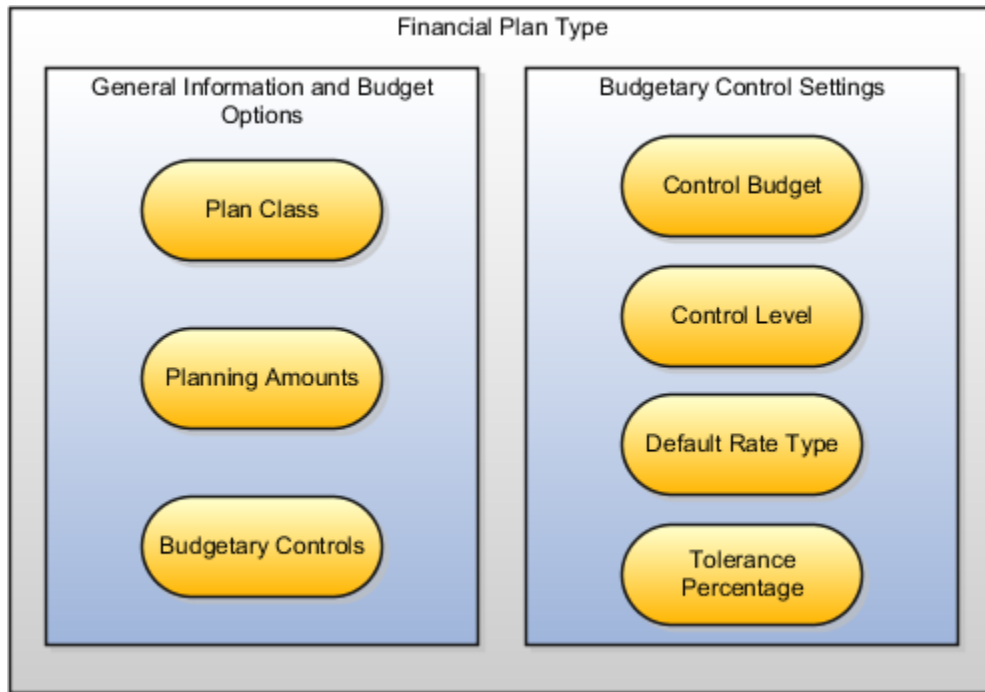 Financial Plan Type
General Information and Budget
Options
Plan Class
Planning Amounts
Budgetary Controls
Budgetary Control Settings
Control Budget
Control Level
Default Rate Type
Tolerance
Percentage